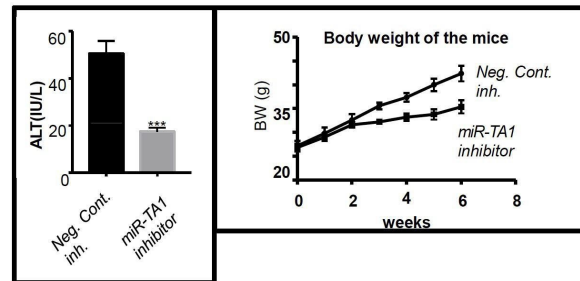 60
40
20
0
ALT(IU/L)
***
Neg. Cont.
inh.
miR-TA1
inhibitor
Body weight of the mice
50
35
20
BW (g)
Neg. Cont.
inh.
miR-TA1
inhibitor
0 2 4 6 8
weeks